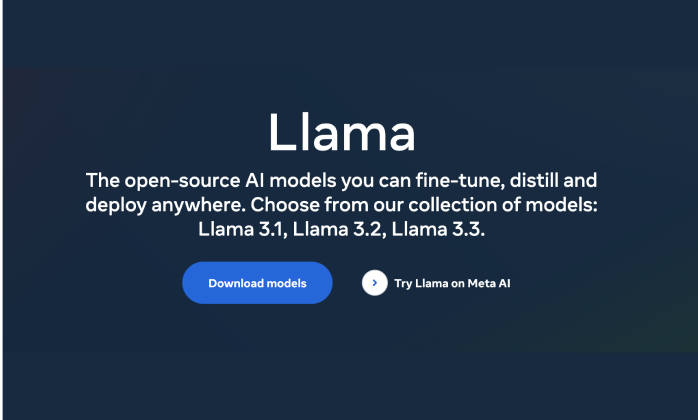 Llama
The open-source AI models you can fine-tune, distill and
deploy anywhere. Choose from our collection of models:
Llama 3.1, Llama 3.2, Llama 3.3.
Download models
Try Llama on Meta AI